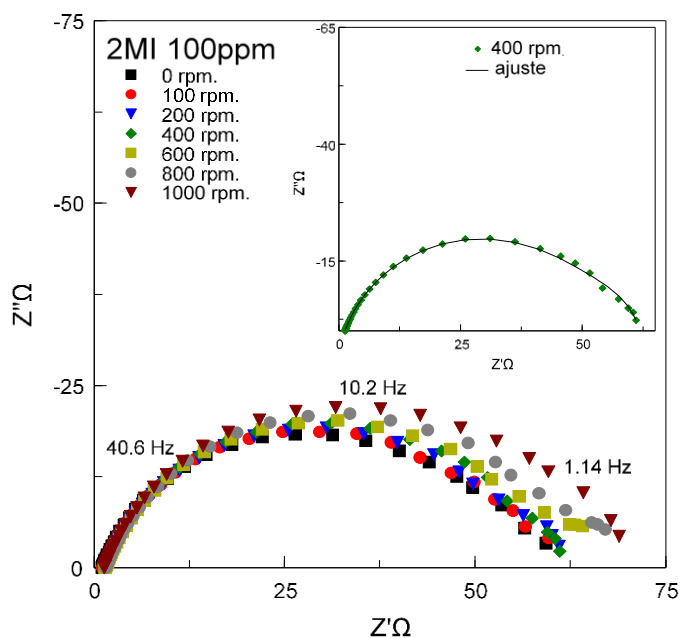 -75
-50
-25
0
Z''Ω
2MI 100ppm
0 rpm.
100 rpm.
200 rpm.
400 rpm.
600 rpm.
800 rpm.
1000 rpm.
-65
-40
-15
Z''Ω
400 rpm.
ajuste
0 25 50
Z'Ω
40.6 Hz
10.2 Hz
1.14 Hz
0 25 50 75
Z'Ω